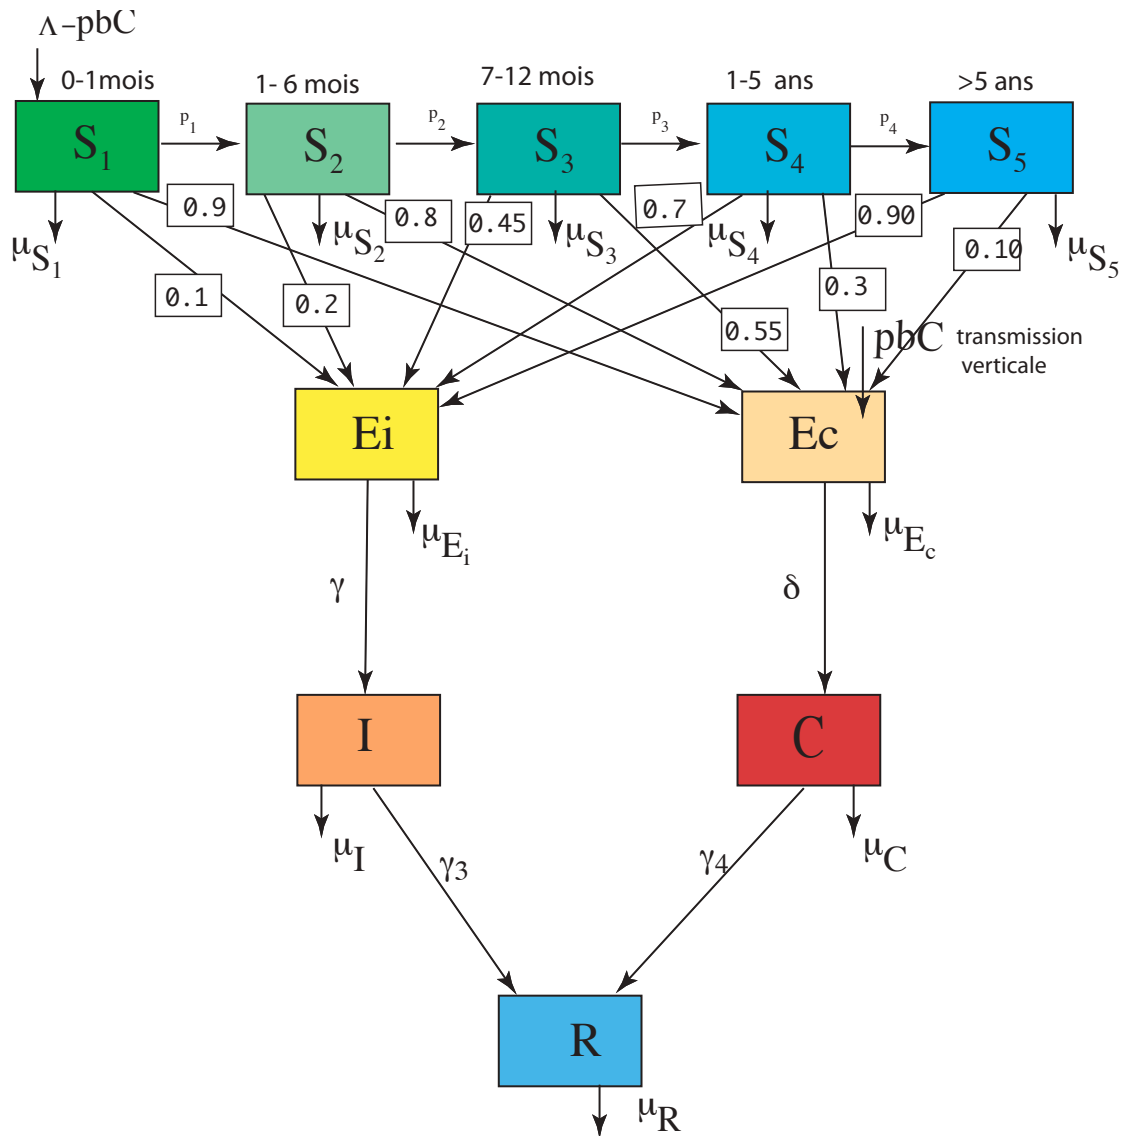 Λ-pbC
0-1mois
1- 6 mois
7-12 mois
1-5 ans
>5 ans
S1
p1
S2
p2
S3
p3
S4
p4
S5
μS1
0.9
μS2
0.8
0.45
μS3
0.7
μS4
0.90
0.10
μS5
0.1
0.2
0.55
0.3
pbC transmission
verticale
Ei
Ec
μEi
μEc
γ
δ
I
C
μI
μC
γ3
γ4
R
μR